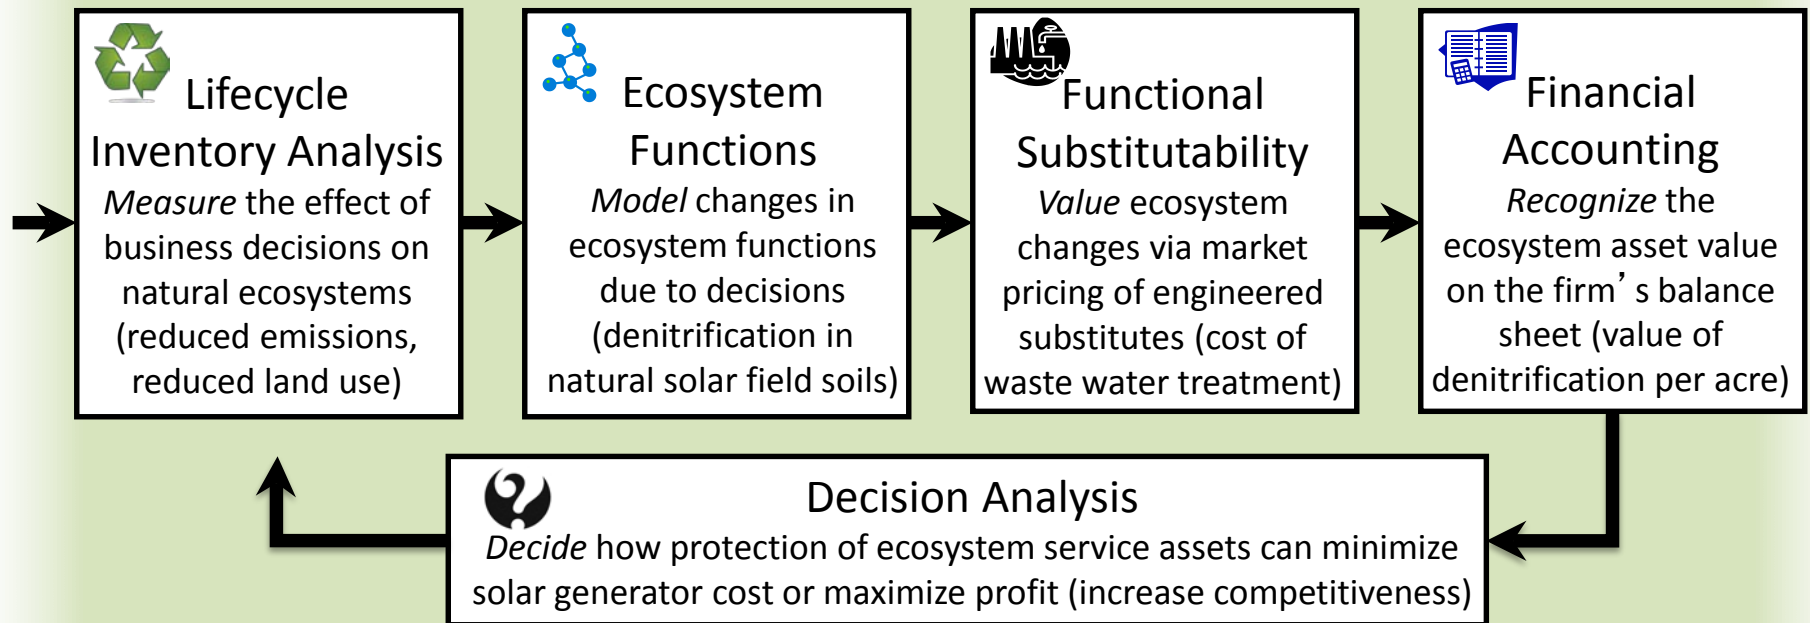 Lifecycle
Inventory Analysis
Measure the effect of
business decisions on
natural ecosystems
(reduced emissions,
reduced land use)
Ecosystem
Functions
Model changes in
ecosystem functions
due to decisions
(denitrification in
natural solar field soils)
Functional
Substitutability
Value ecosystem
changes via market
pricing of engineered
substitutes (cost of
waste water treatment)
Financial
Accounting
Recognize the
ecosystem asset value
on the firm’s balance
sheet (value of
denitrification per acre)
Decision Analysis
Decide how protection of ecosystem service assets can minimize
solar generator cost or maximize profit (increase competitiveness)